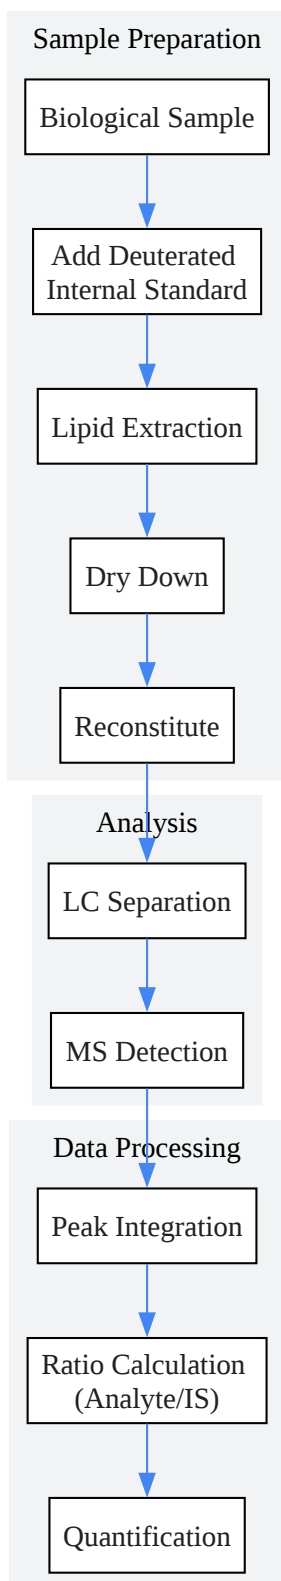 Sample Preparation
Biological Sample
Add Deuterated
Internal Standard
Lipid Extraction
Dry Down
Reconstitute
Analysis
LC Separation
MS Detection
Data Processing
Peak Integration
Ratio Calculation
(Analyte/IS)
Quantification